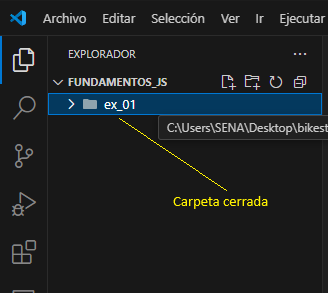 Archivo Editar Selección Ver Ir Ejecutar
EXPLORADOR
FUNDAMENTOS_JS
ex_01
C:\Users\SENA\Desktop\bikest
Carpeta cerrada